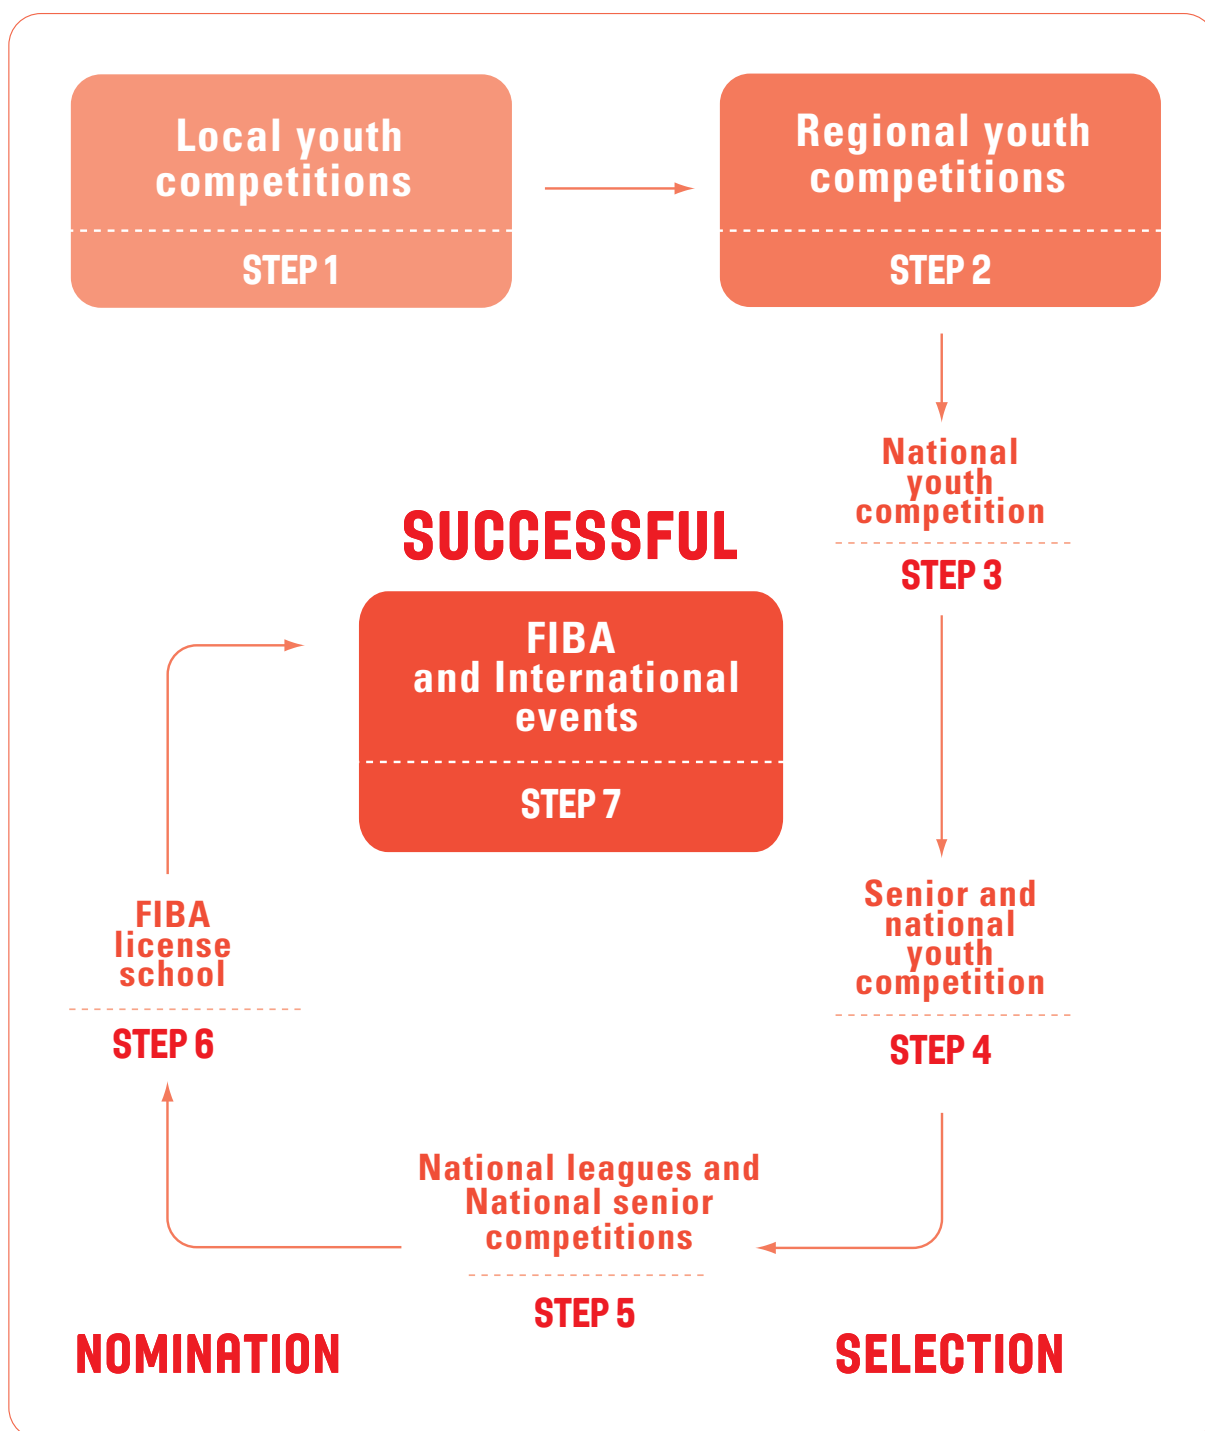 Local youth
competitions
STEP 1
Regional youth
competitions
STEP 2
National
youth
competition
STEP 3
SUCCESSFUL
FIBA
and International
events
STEP 7
Senior and
national
youth
competition
STEP 4
FIBA
license
school
STEP 6
National leagues and
National senior
competitions
STEP 5
NOMINATION
SELECTION